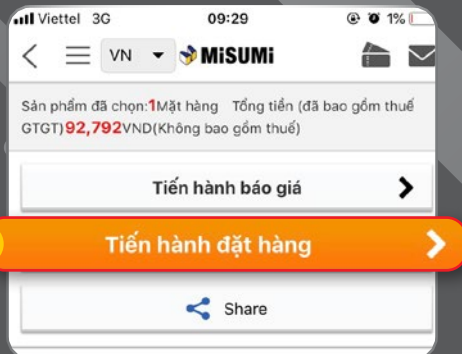 Viettel 3G 09:29 1%
VN MiSUMi
Sản phẩm đã chọn:1Mặt hàng Tổng tiền (đã bao gồm thuế
GTGT)92,792VND(Không bao gồm thuế)
Tiến hành báo giá
Tiến hành đặt hàng
Share